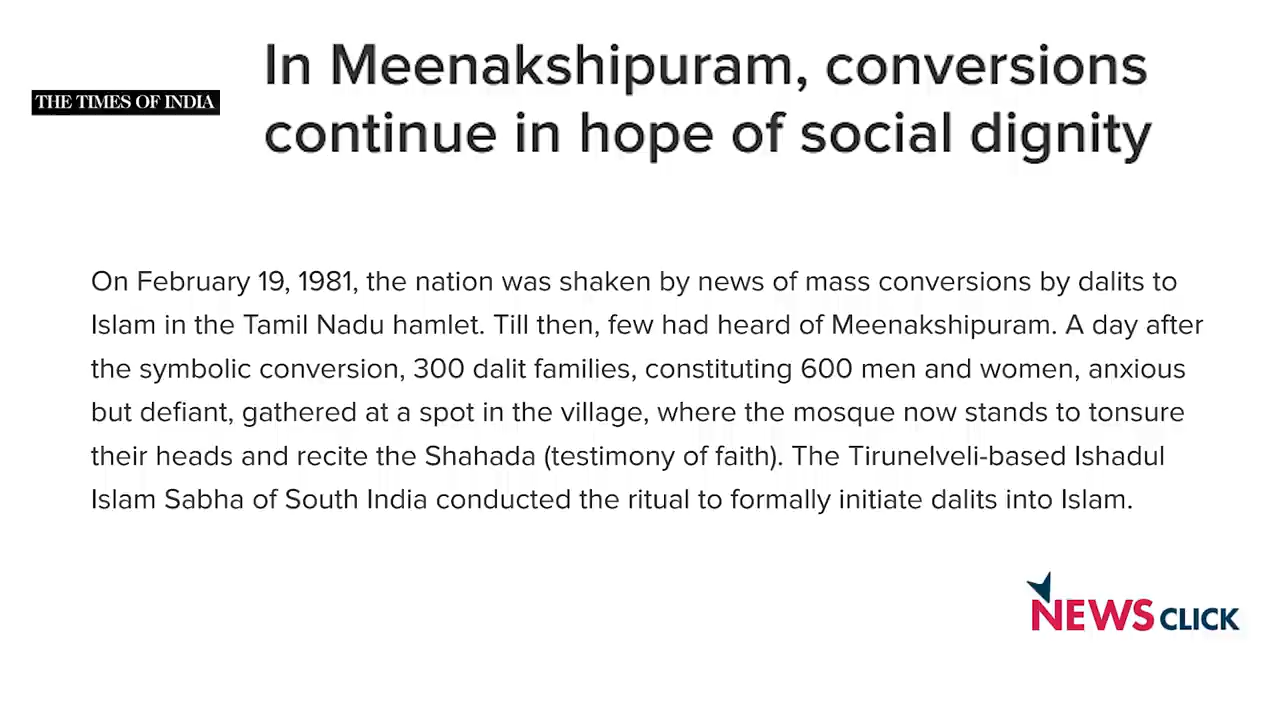 In Meenakshipuram, conversions
THE TIMES OF INDIA
continue in hope of social dignity
On February 19, 1981, the nation was shaken by news of mass conversions by dalits to
Islam in the Tamil Nadu hamlet. Till then, few had heard of Meenakshipuram. A day after
the symbolic conversion, 300 dalit families, constituting 600 men and women, anxious
but defiant, gathered at a spot in the village, where the mosque now stands to tonsure
their heads and recite the Shahada (testimony of faith). The Tirunelveli-based Ishadul
Islam Sabha of South India conducted the ritual to formally initiate dalits into Islam.
NEWS CLICK